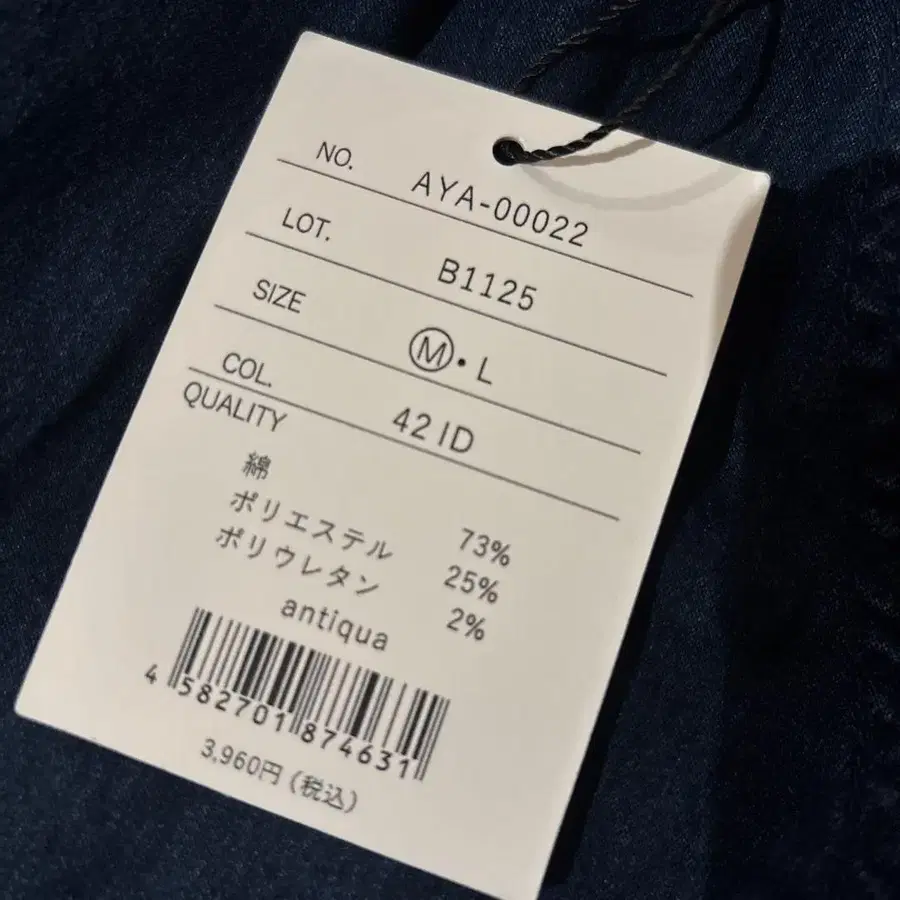 NO. AYA-00022
LOT. B1125
SIZE Ⓜ・L
COL. 42 ID
QUALITY
綿 73%
ポリエステル 25%
ポリウレタン 2%
antiqua
4 582701 874631
3,960円(税込)